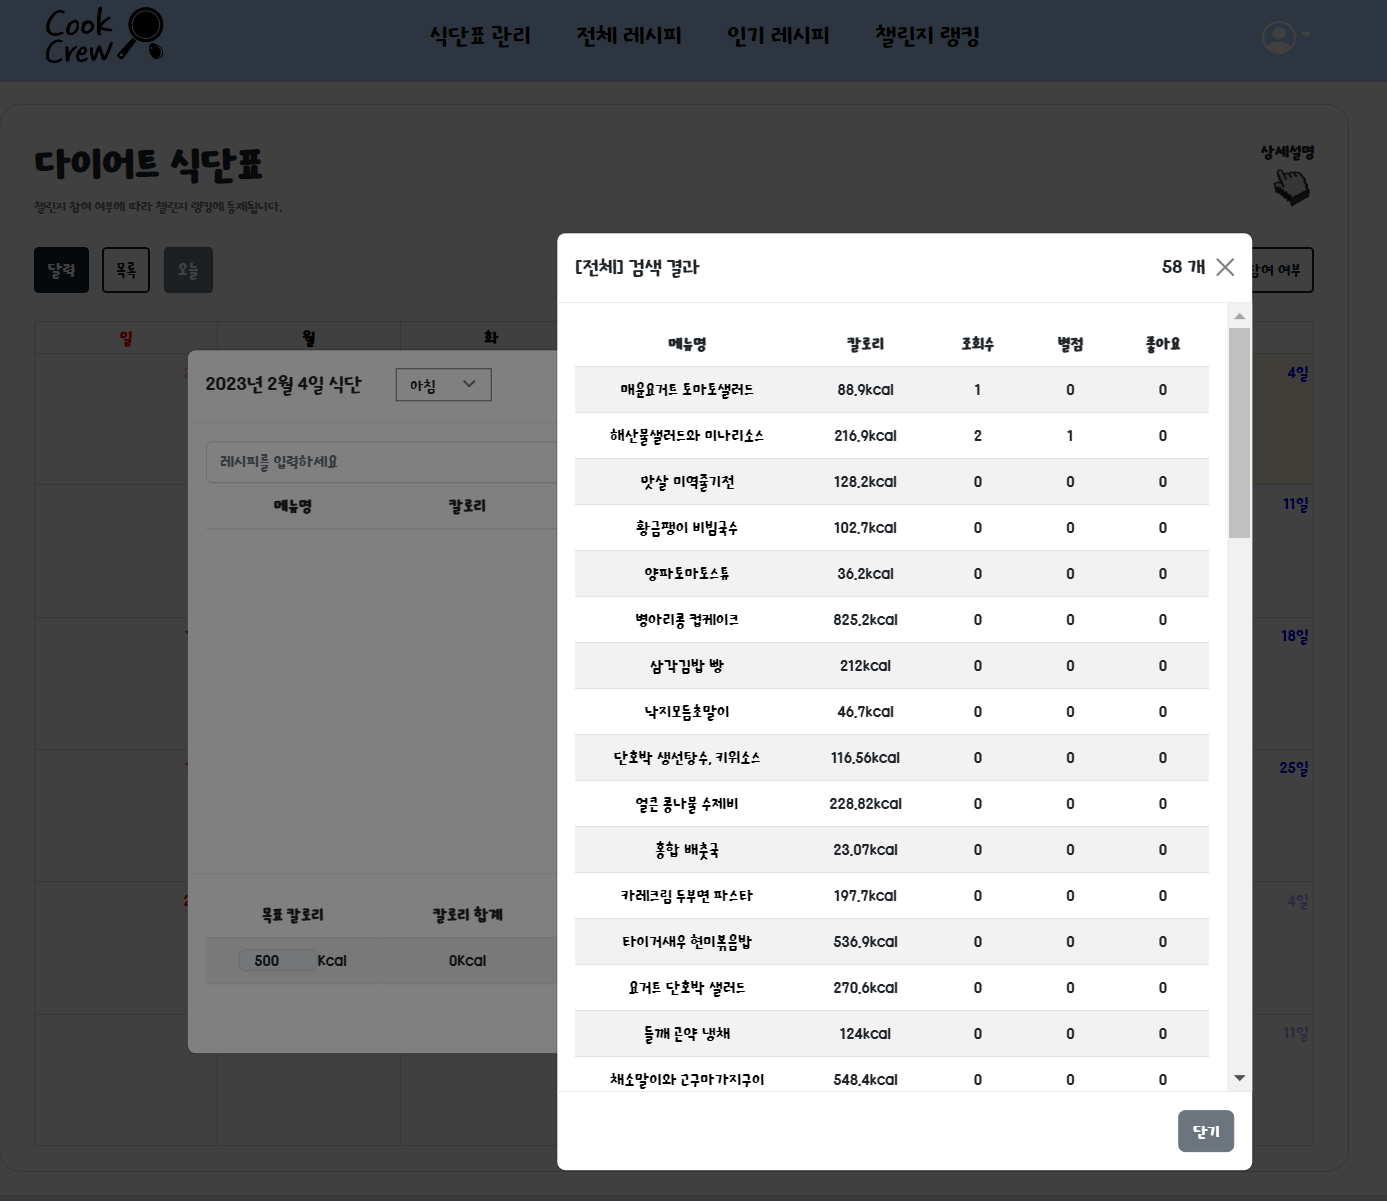 Cook
Crew
식단표 관리 전체 레시피 인기 레시피 챌린지 랭킹
다이어트 식단표
상세설명
챌린지 참여 여부에 따라 챌린지 랭킹에 등재됩니다.
달력 목록 오늘
참여 여부
일 월 화
4일
11일
18일
25일
4일
11일
2023년 2월 4일 식단 아침
레시피를 입력하세요
메뉴명 칼로리
목표 칼로리 칼로리 합계
500 Kcal 0Kcal
[전체] 검색 결과 58 개
메뉴명 칼로리 조회수 별점 좋아요
매운요거트 토마토샐러드 88.9kcal 1 0 0
해산물샐러드와 미나리소스 216.9kcal 2 1 0
맛살 미역줄기전 128.2kcal 0 0 0
황금팽이 비빔국수 102.7kcal 0 0 0
양파토마토스튜 36.2kcal 0 0 0
병아리콩 컵케이크 825.2kcal 0 0 0
삼각김밥 빵 212kcal 0 0 0
낙지모듬초말이 46.7kcal 0 0 0
단호박 생선탕수, 키위소스 116.56kcal 0 0 0
얼큰 콩나물 수제비 228.82kcal 0 0 0
홍합 배춧국 23.07kcal 0 0 0
카레크림 두부면 파스타 197.7kcal 0 0 0
타이거새우 현미볶음밥 536.9kcal 0 0 0
요거트 단호박 샐러드 270.6kcal 0 0 0
들깨 곤약 냉채 124kcal 0 0 0
채소말이와 고구마가지구이 548.4kcal 0 0 0
닫기